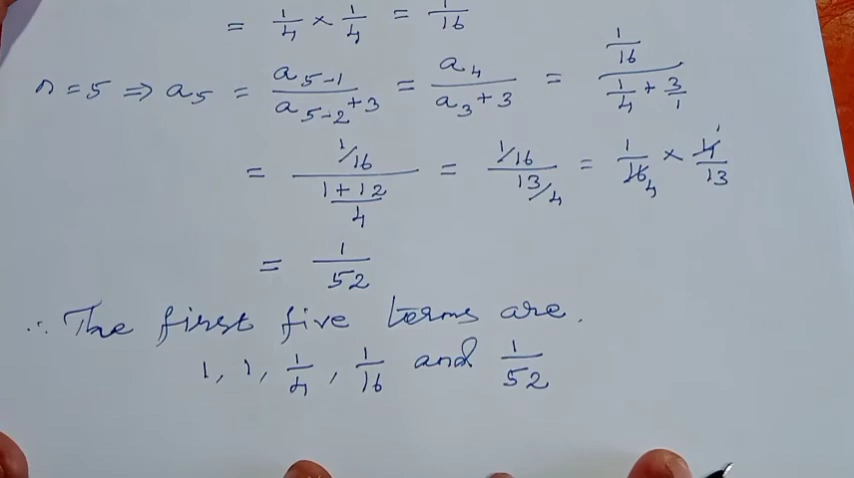 = 1/4 × 1/4 = 1/16
n = 5 ⇒ a₅ = a₅₋₁/(a₅₋₂ + 3) = a₄/(a₃ + 3) = (1/16)/(1/4 + 3/1)
= (1/16)/((1 + 12)/4) = (1/16)/(13/4) = 1/16 4 × 4 1/13
= 1/52
∴ The first five terms are.
1, 1, 1/4, 1/16 and 1/52